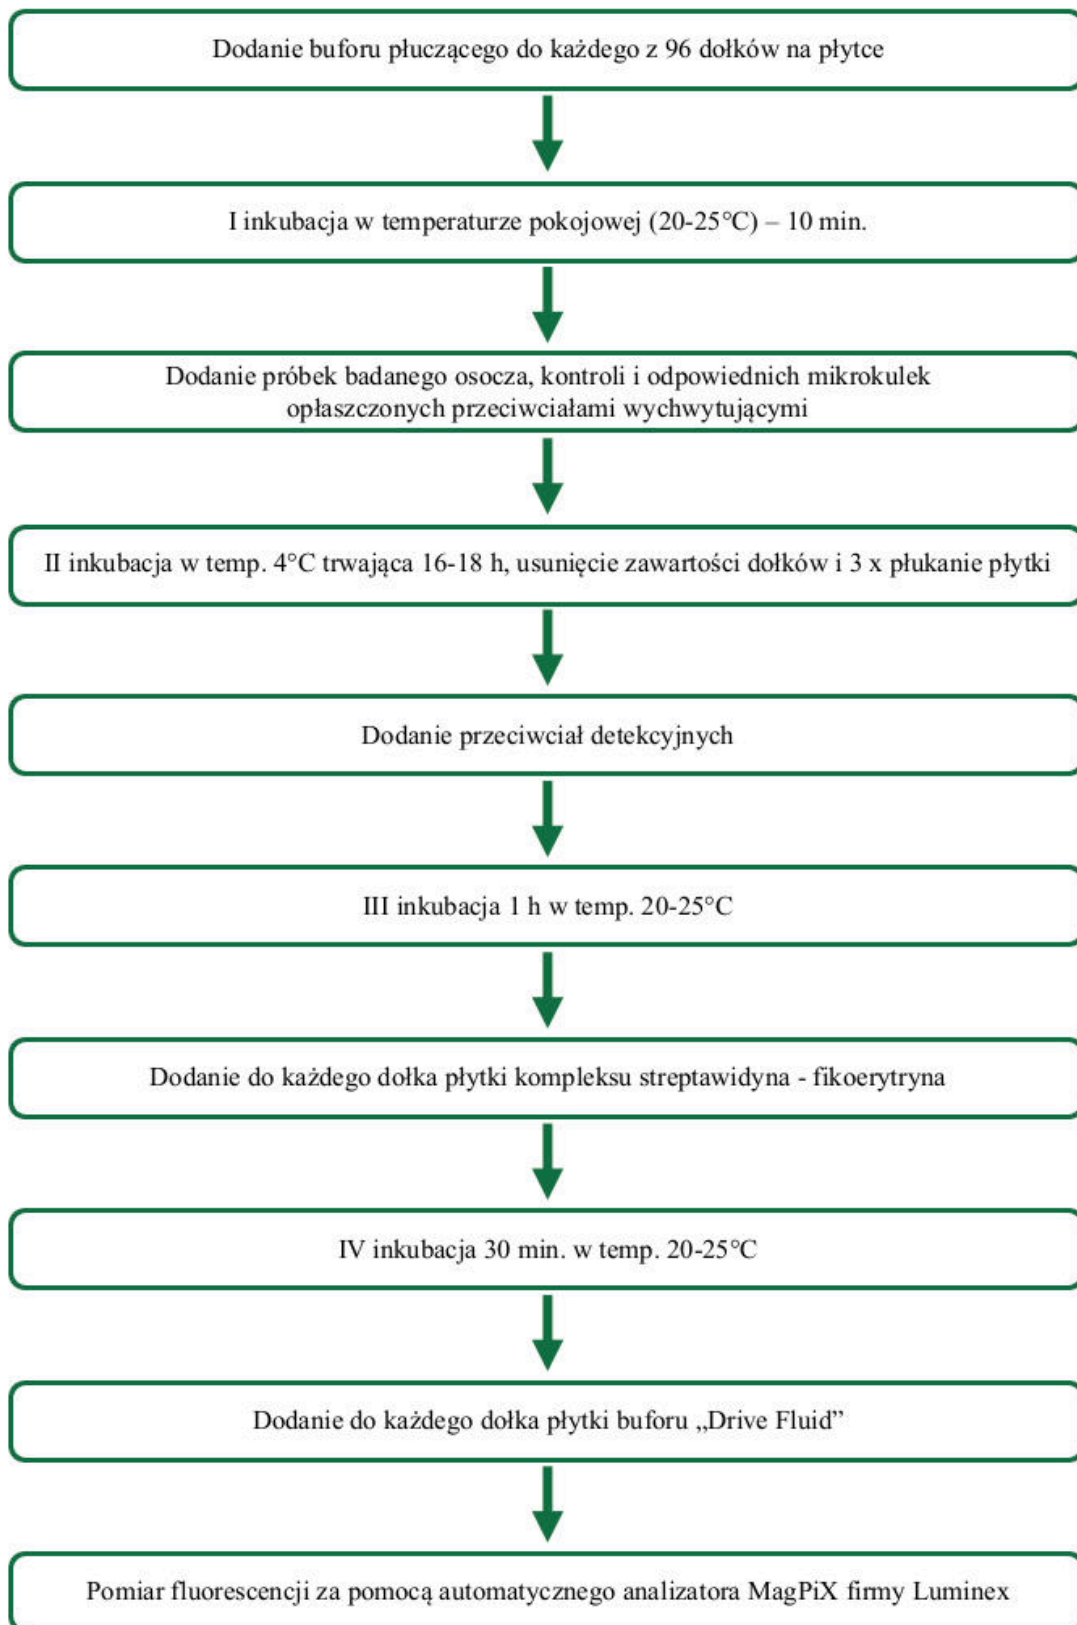 Dodanie buforu płuczącego do każdego z 96 dołków na płytce
I inkubacja w temperaturze pokojowej (20-25°C) – 10 min.
Dodanie próbek badanego osocza, kontroli i odpowiednich mikrokulek
opłaszczonych przeciwciałami wychwytującymi
II inkubacja w temp. 4°C trwająca 16-18 h, usunięcie zawartości dołków i 3 x płukanie płytki
Dodanie przeciwciał detekcyjnych
III inkubacja 1 h w temp. 20-25°C
Dodanie do każdego dołka płytki kompleksu streptawidyna - fikoerytryna
IV inkubacja 30 min. w temp. 20-25°C
Dodanie do każdego dołka płytki buforu „Drive Fluid”
Pomiar fluorescencji za pomocą automatycznego analizatora MagPiX firmy Luminex